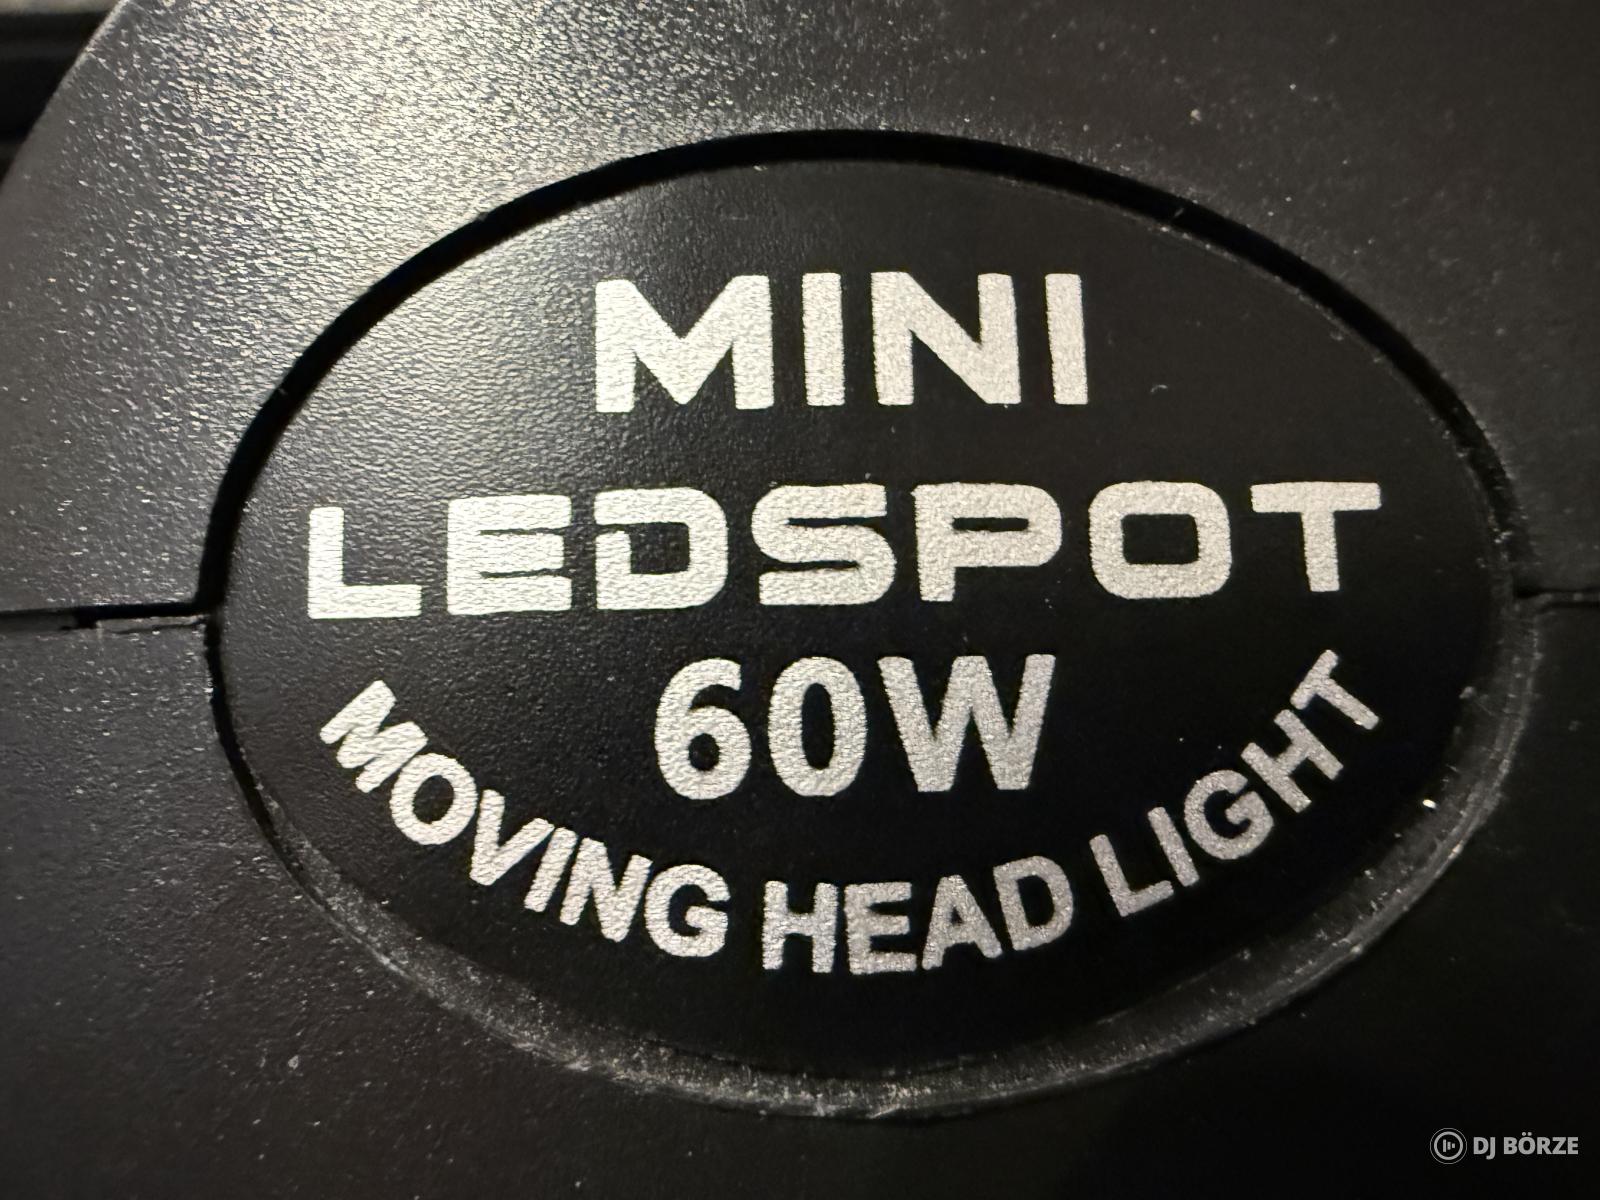 MINI
LEDSPOT
60W
MOVING HEAD LIGHT
DJ BÖRZE